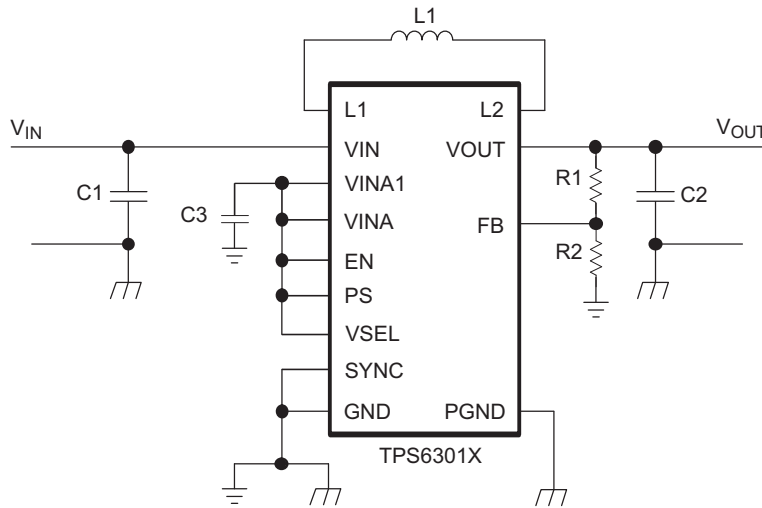 L1
L1
L2
VIN
VOUT
VIN
VOUT
C1
VINA1
R1
C2
C3
VINA
FB
EN
R2
PS
VSEL
SYNC
GND
PGND
TPS6301X